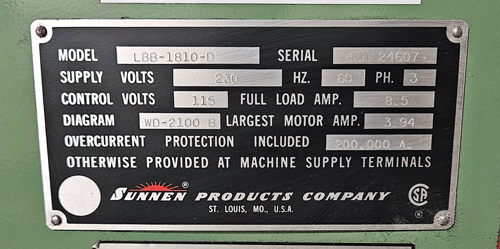 MODEL LBB-1810-D SERIAL
SUPPLY VOLTS 230 HZ. 60 PH. 3
CONTROL VOLTS 115 FULL LOAD AMP. 8.5
DIAGRAM WD-2100 B LARGEST MOTOR AMP. 3.94
OVERCURRENT PROTECTION INCLUDED 200,000 A.
OTHERWISE PROVIDED AT MACHINE SUPPLY TERMINALS
SUNNEN PRODUCTS COMPANY
ST. LOUIS, MO., U.S.A.
SA
®